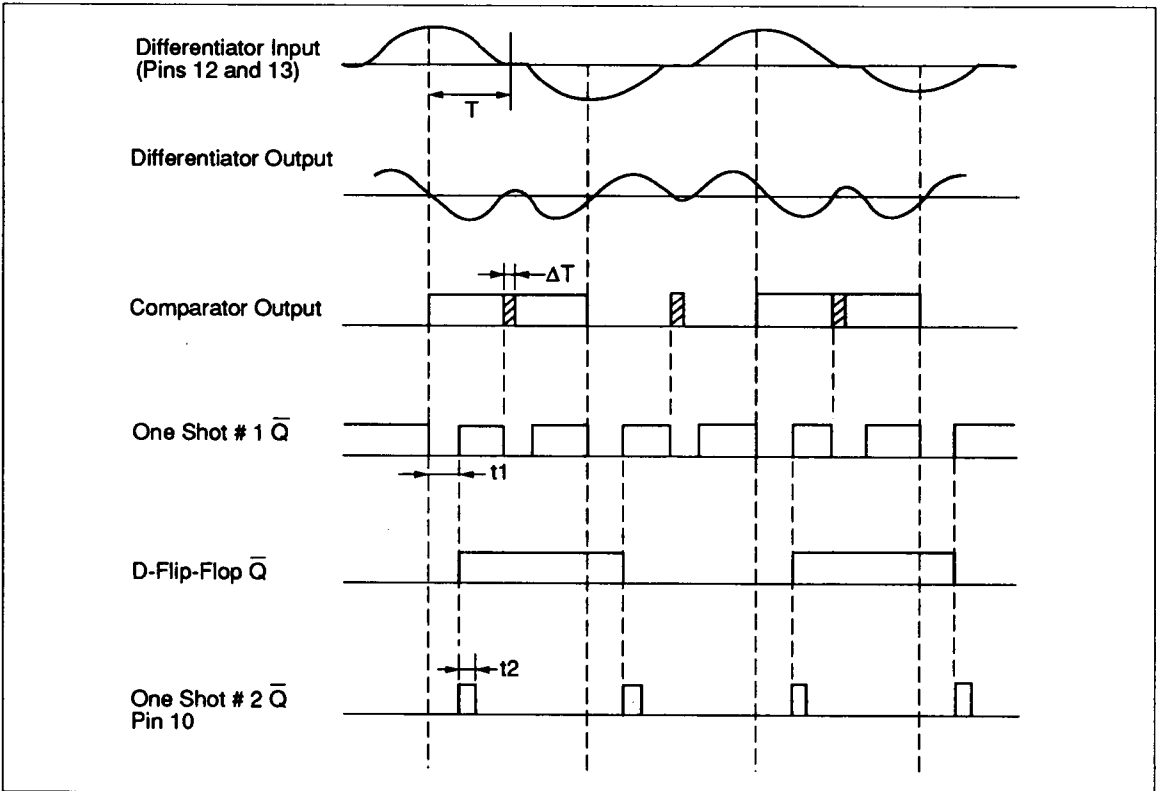 Differentiator Input
(Pins 12 and 13)
T
Differentiator Output
ΔT
Comparator Output
One Shot # 1 Q̅
t1
D-Flip-Flop Q̅
t2
One Shot # 2 Q̅
Pin 10